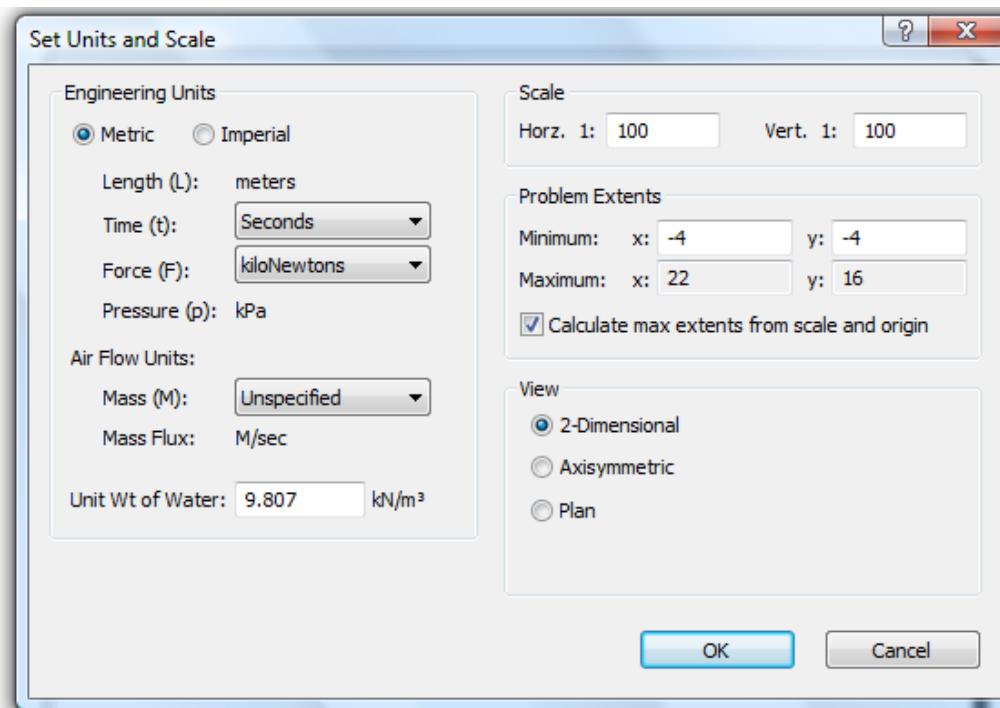 Set Units and Scale
?
Engineering Units
Metric Imperial
Length (L): meters
Time (t): Seconds
Force (F): kiloNewtons
Pressure (p): kPa
Air Flow Units:
Mass (M): Unspecified
Mass Flux: M/sec
Unit Wt of Water: 9.807 kN/m³
Scale
Horz. 1: 100 Vert. 1: 100
Problem Extents
Minimum: x: -4 y: -4
Maximum: x: 22 y: 16
Calculate max extents from scale and origin
View
2-Dimensional
Axisymmetric
Plan
OK Cancel